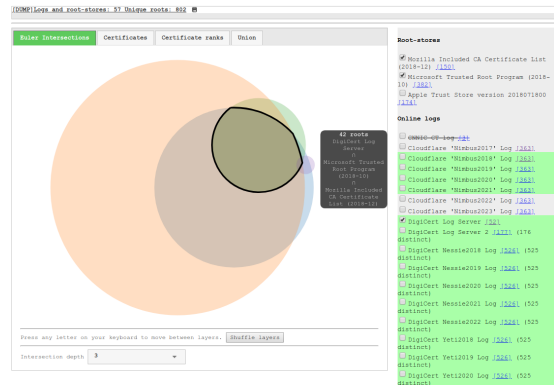 [DUMP]Logs and root-stores: 57 Unique roots: 802
Euler Intersections
Certificates
Certificate ranks
Union
42 roots
DigiCert Log
Server
∩
Microsoft Trusted
Root Program
(2018-10)
∩
Mozilla Included
CA Certificate
List (2018-12)
Press any letter on your keyboard to move between layers.
Shuffle layers
Intersection depth
3
Root-stores
Mozilla Included CA Certificate List
(2018-12) [150]
Microsoft Trusted Root Program (2018-
10) [382]
Apple Trust Store version 2018071800
[174]
Online logs
CNNIC CT log [3]
Cloudflare 'Nimbus2017' Log [363]
Cloudflare 'Nimbus2018' Log [363]
Cloudflare 'Nimbus2019' Log [363]
Cloudflare 'Nimbus2020' Log [363]
Cloudflare 'Nimbus2021' Log [363]
Cloudflare 'Nimbus2022' Log [363]
Cloudflare 'Nimbus2023' Log [363]
DigiCert Log Server [52]
DigiCert Log Server 2 [177] (176
distinct)
DigiCert Nessie2018 Log [526] (525
distinct)
DigiCert Nessie2019 Log [526] (525
distinct)
DigiCert Nessie2020 Log [526] (525
distinct)
DigiCert Nessie2021 Log [526] (525
distinct)
DigiCert Nessie2022 Log [526] (525
distinct)
DigiCert Yeti2018 Log [526] (525
distinct)
DigiCert Yeti2019 Log [526] (525
distinct)
DigiCert Yeti2020 Log [526] (525
distinct)